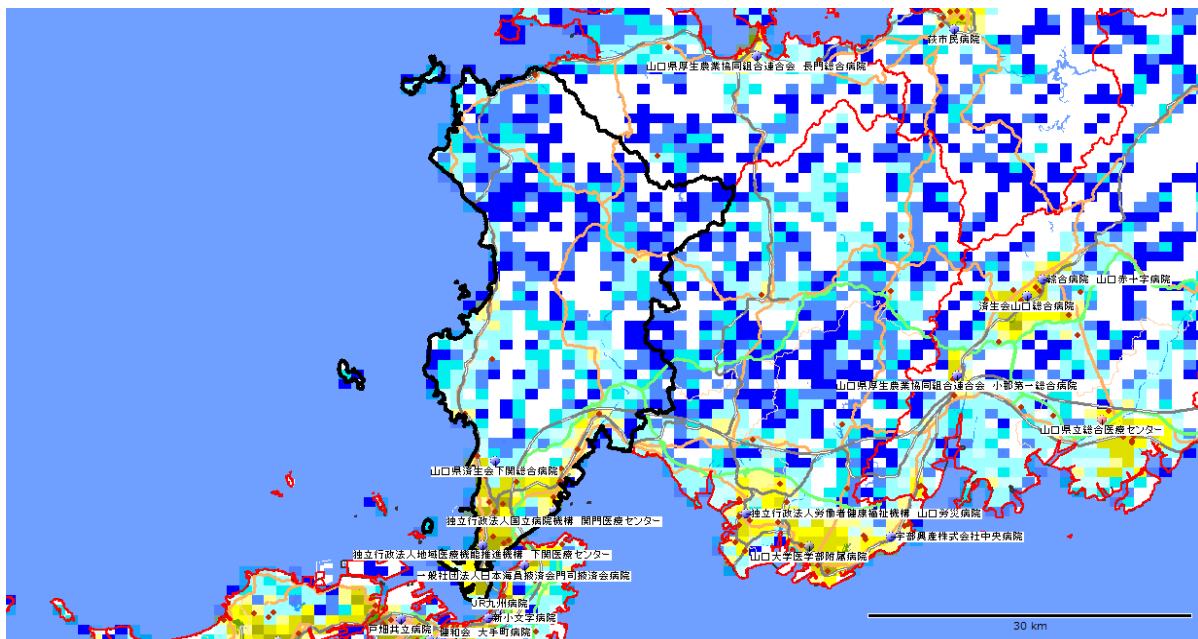 萩市民病院
山口県厚生農業協同組合連合会 長門総合病院
綜合病院 山口赤十字病院
済生会山口総合病院
山口県厚生農業協同組合連合会 小郡第一総合病院
山口県立総合医療センター
山口県済生会下関総合病院
独立行政法人国立病院機構 関門医療センター
独立行政法人労働者健康福祉機構 山口労災病院
宇部興産株式会社中央病院
独立行政法人地域医療機能推進機構 下関医療センター
山口大学医学部附属病院
一般社団法人日本海員掖済会門司掖済会病院
JR九州病院
新小文字病院
戸畑共立病院
健和会 大手町病院
30 km